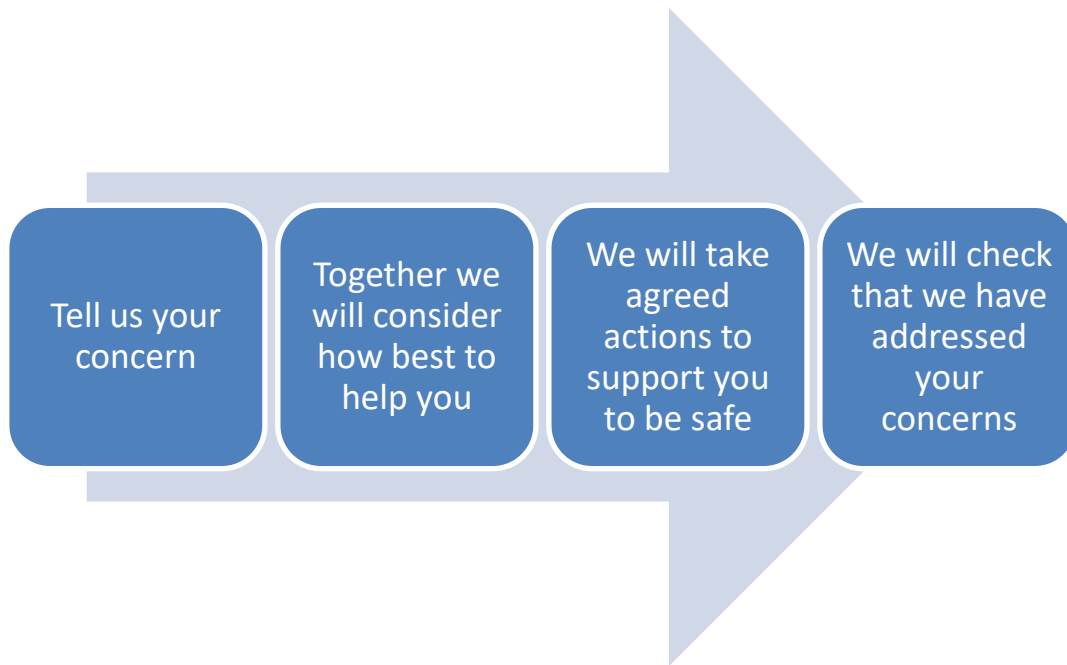 Tell us your
concern
Together we
will consider
how best to
help you
We will take
agreed
actions to
support you
to be safe
We will check
that we have
addressed
your
concerns